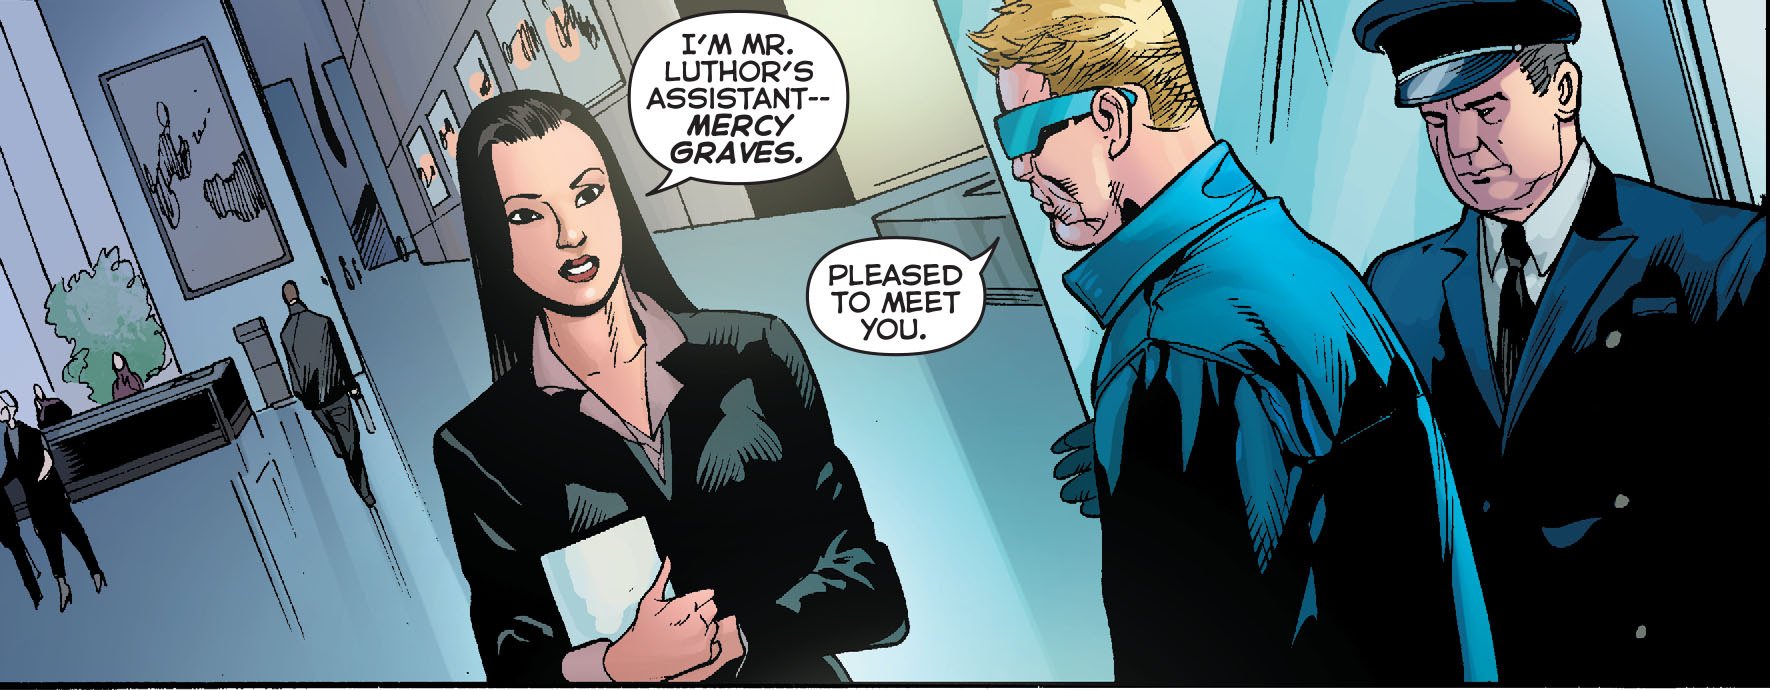 I'M MR.
LUTHOR'S
ASSISTANT--
MERCY
GRAVES.
PLEASED
TO MEET
YOU.